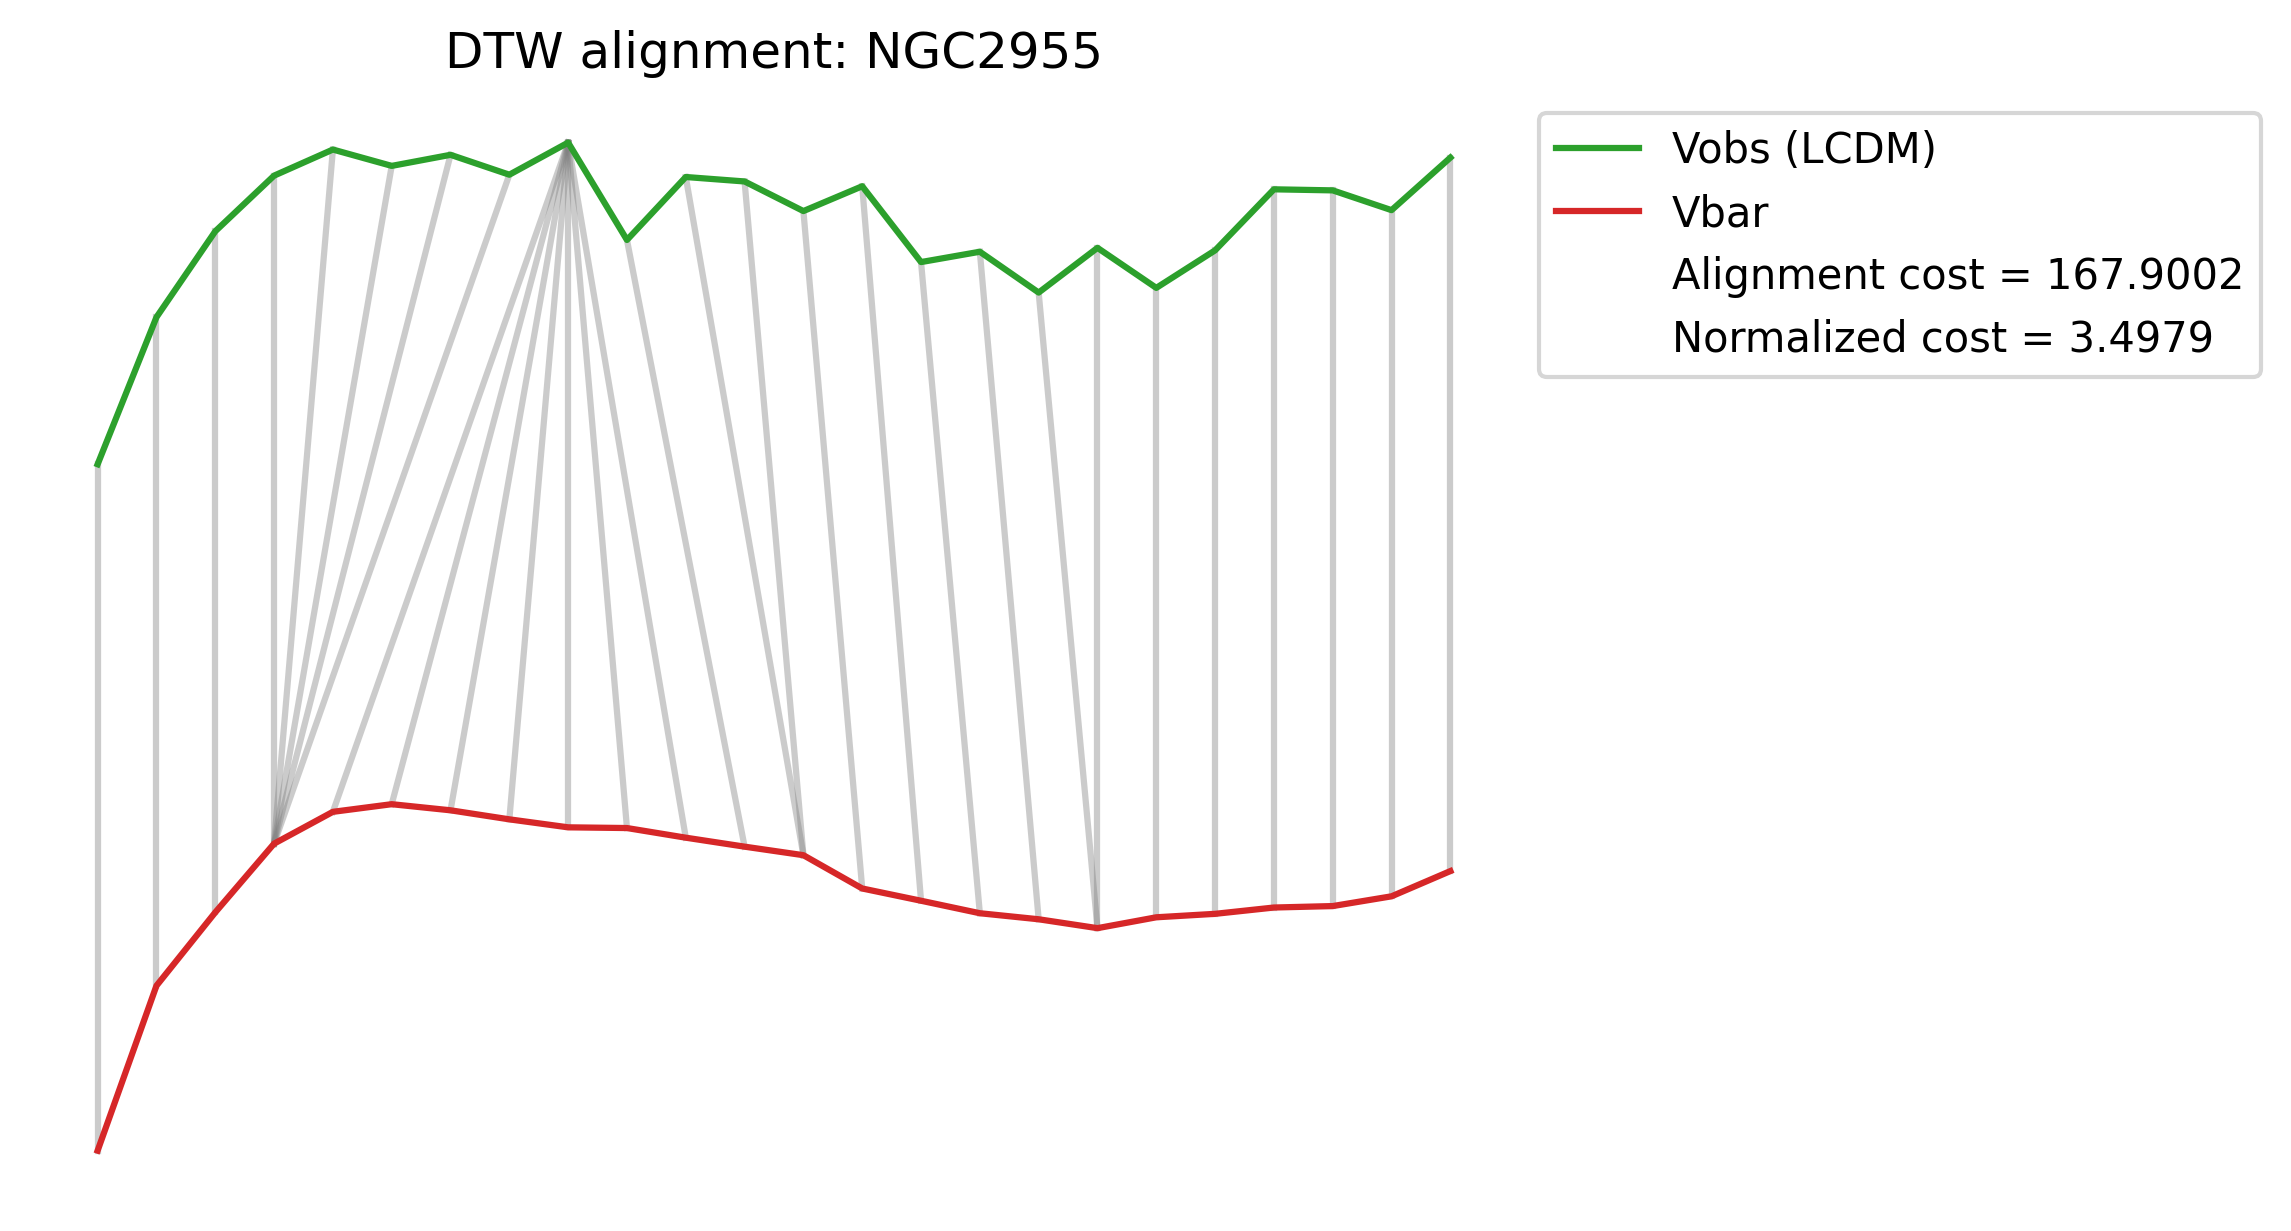 DTW alignment: NGC2955
Vobs (LCDM)
Vbar
Alignment cost = 167.9002
Normalized cost = 3.4979